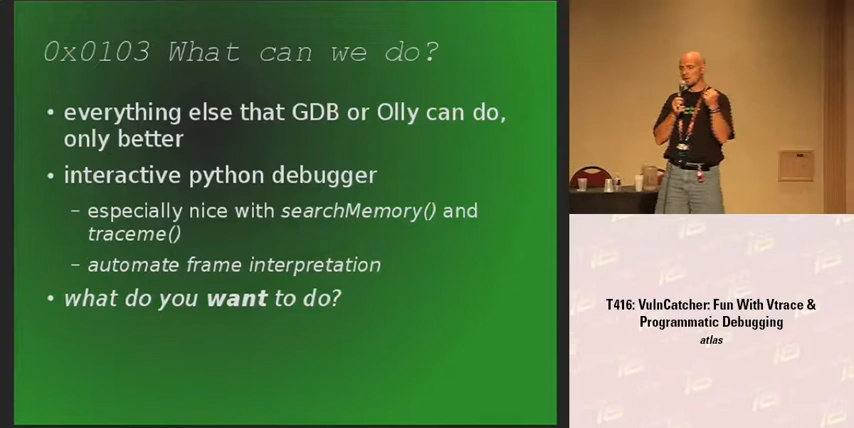 0x0103 What can we do?
• everything else that GDB or Olly can do,
only better
• interactive python debugger
– especially nice with searchMemory() and
traceme()
– automate frame interpretation
• what do you want to do?
T416: VulnCatcher: Fun With Vtrace &
Programmatic Debugging
atlas